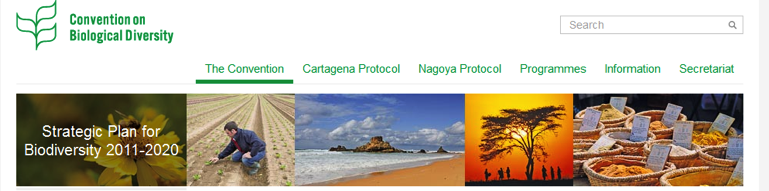 Convention on
Biological Diversity
Search
The Convention
Cartagena Protocol
Nagoya Protocol
Programmes
Information
Secretariat
Strategic Plan for
Biodiversity 2011-2020